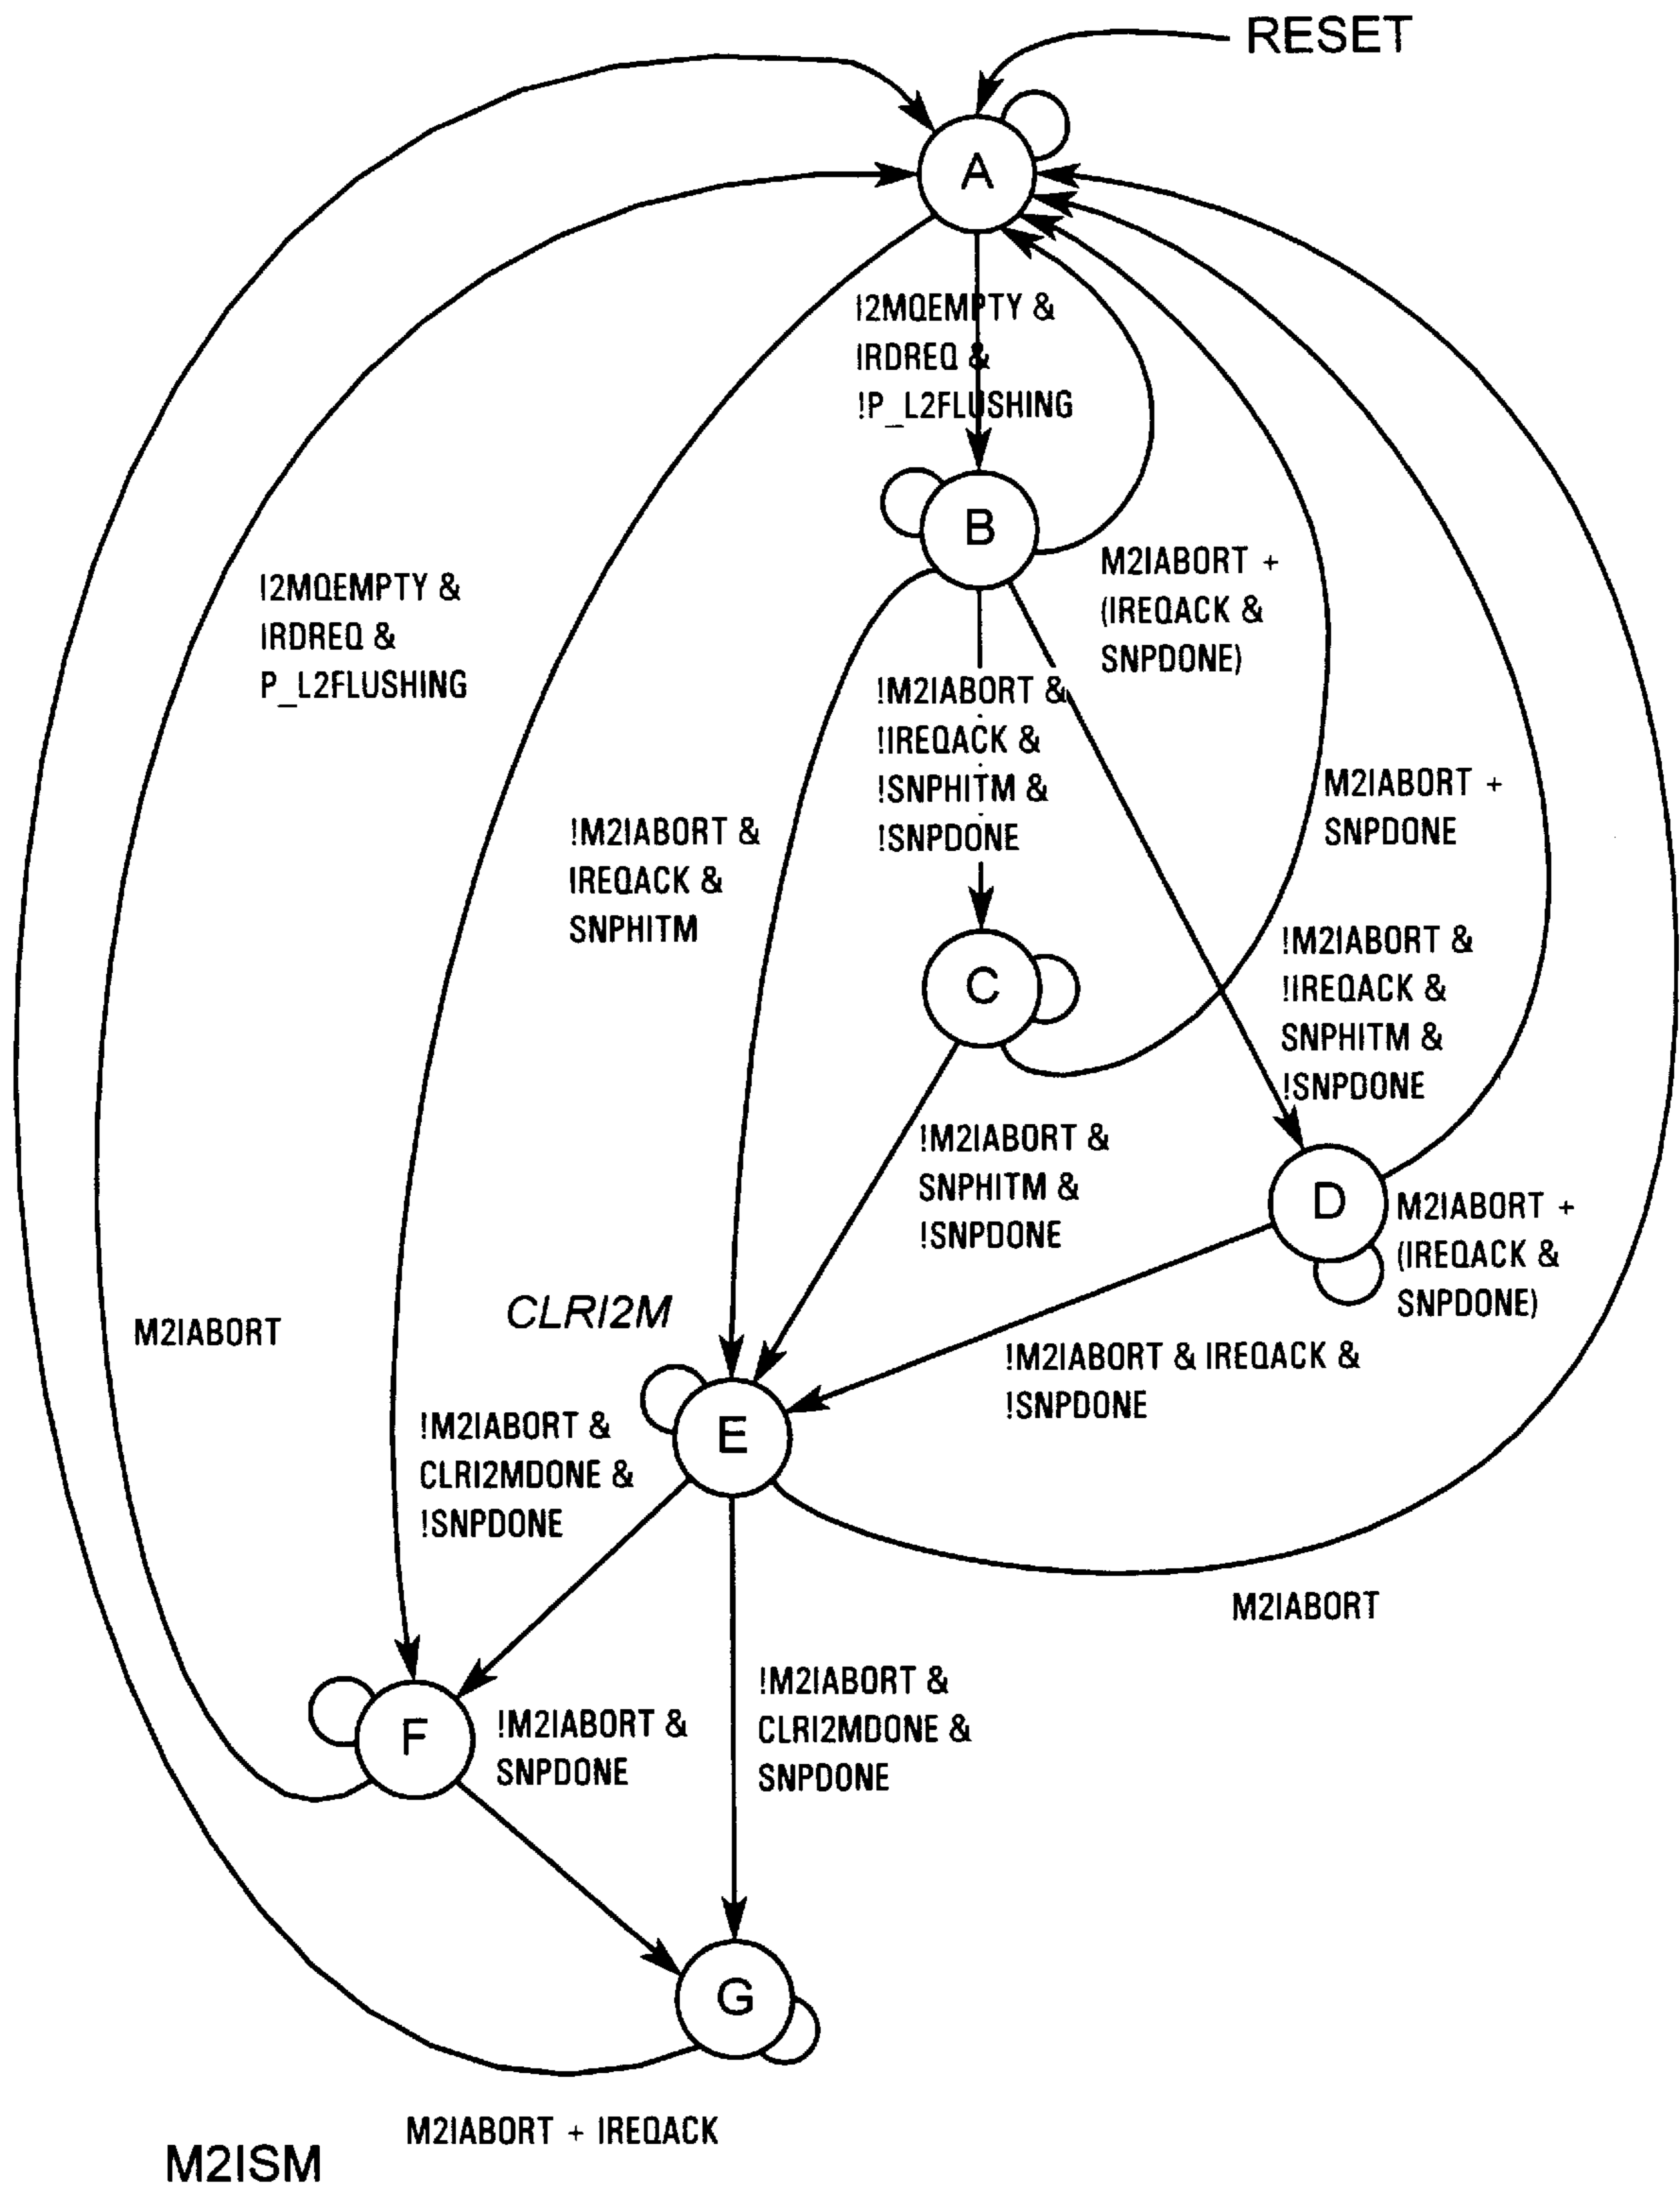 RESET
A
I2MQEMPTY &
IRDREQ &
!P_L2FLUSHING
B
I2MQEMPTY &
IRDREQ &
P_L2FLUSHING
M2IABORT +
(IREQACK &
SNPDONE)
!M2IABORT &
!IREQACK &
!SNPHITM &
!SNPDONE
M2IABORT +
SNPDONE
!M2IABORT &
IREQACK &
SNPHITM
C
!M2IABORT &
!IREQACK &
SNPHITM &
!SNPDONE
!M2IABORT &
SNPHITM &
!SNPDONE
D
M2IABORT +
(IREQACK &
SNPDONE)
CLRI2M
M2IABORT
!M2IABORT & IREQACK &
!SNPDONE
E
!M2IABORT &
CLRI2MDONE &
!SNPDONE
M2IABORT
F
!M2IABORT &
SNPDONE
!M2IABORT &
CLRI2MDONE &
SNPDONE
G
M2IABORT + IREQACK
M2ISM